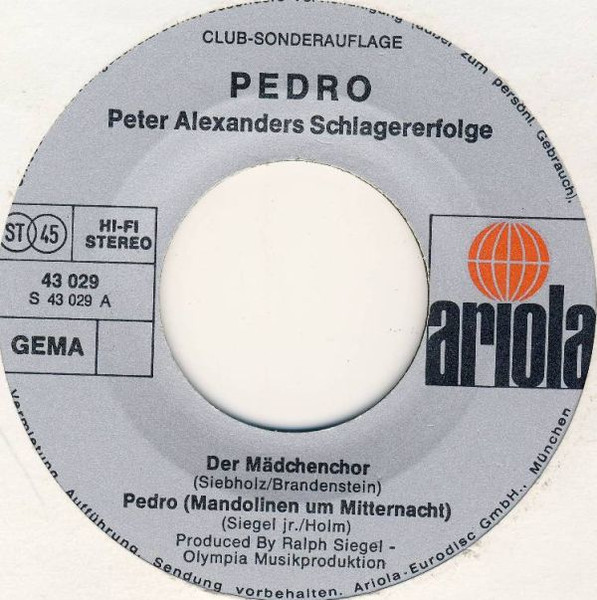 CLUB-SONDERAUFLAGE
PEDRO
Peter Alexanders Schlagererfolge
ST 45
HI-FI
STEREO
43 029
S 43 029 A
GEMA
ariola
Der Mädchenchor
(Siebholz/Brandenstein)
Pedro (Mandolinen um Mitternacht)
(Siegel jr./Holm)
Produced By Ralph Siegel -
Olympia Musikproduktion
zum persönl. Gebrauch).
Vermietung, Aufführung, Sendung vorbehalten. Ariola-Eurodisc GmbH., München